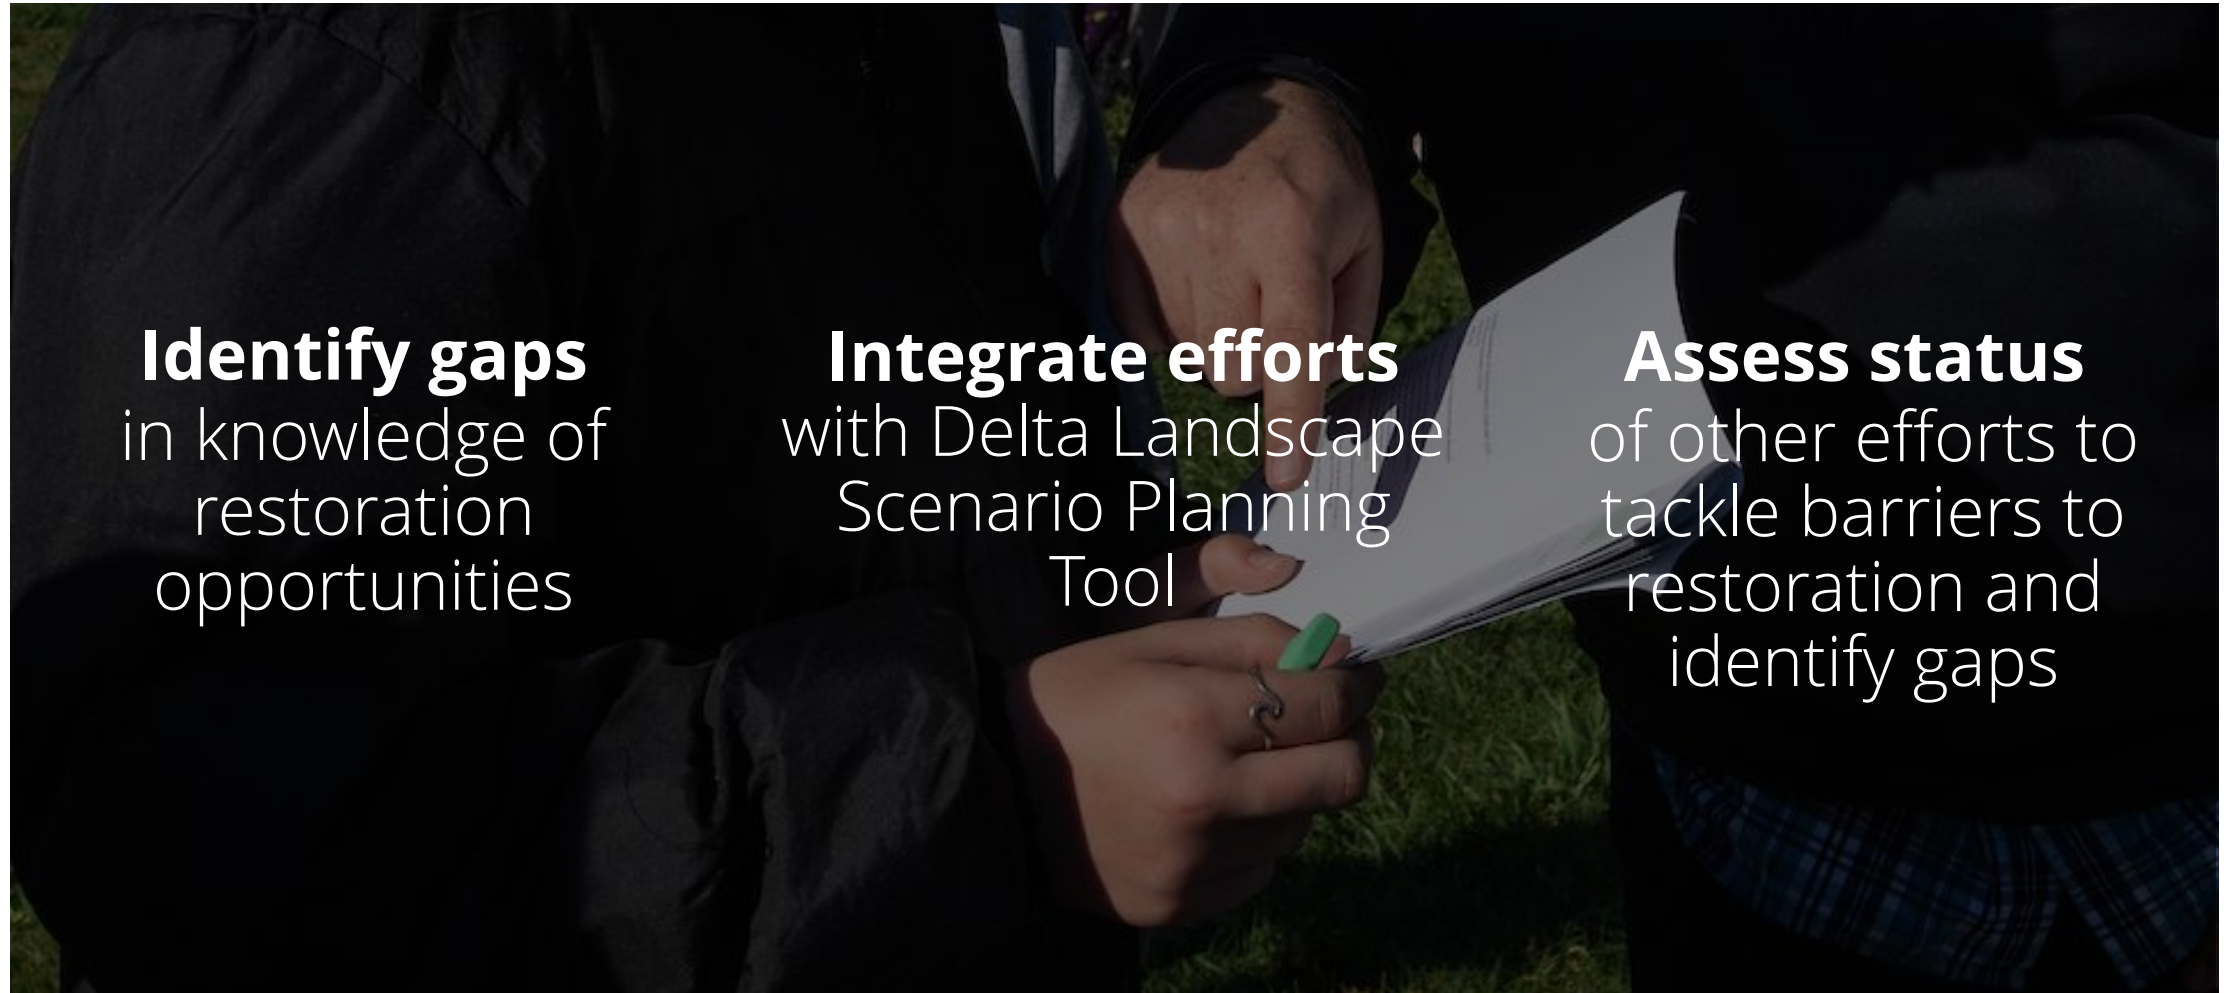 Identify gaps
in knowledge of
restoration
opportunities
Integrate efforts
with Delta Landscape
Scenario Planning
Tool
Assess status
of other efforts to
tackle barriers to
restoration and
identify gaps